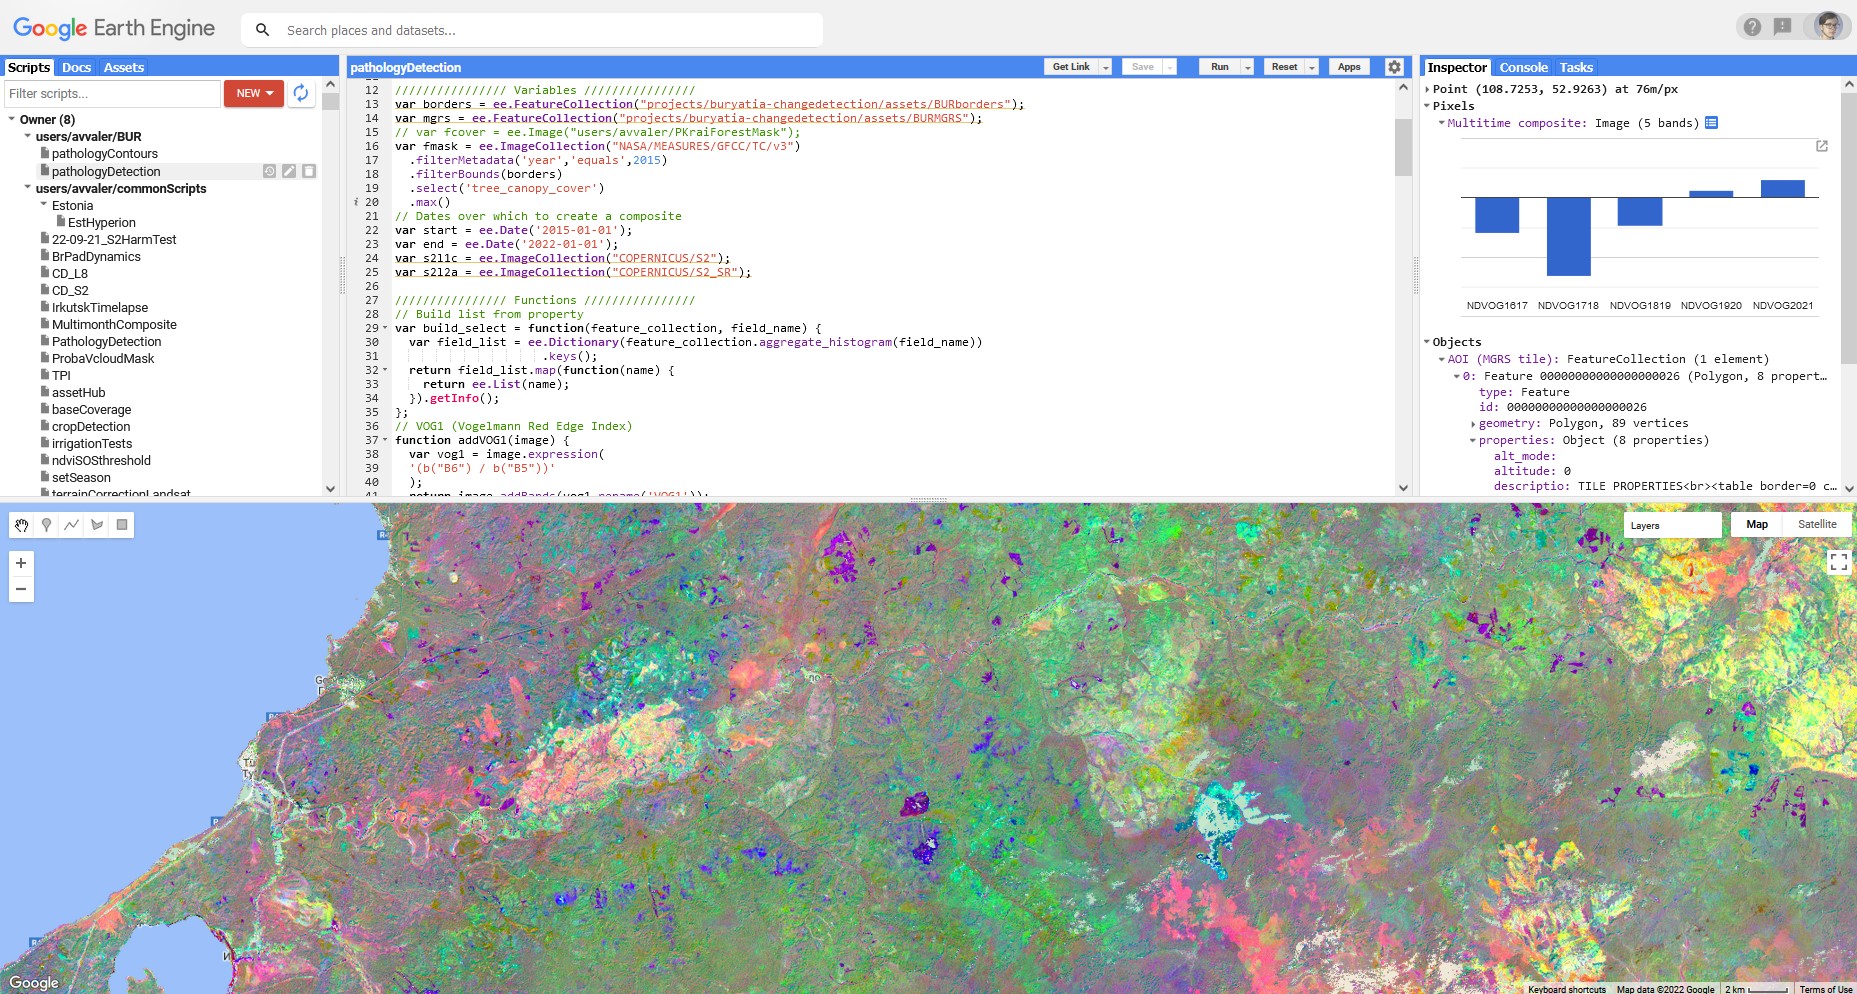 Google Earth Engine
Search places and datasets...
Scripts Docs Assets
Filter scripts...
NEW
Owner (8)
users/avvaler/BUR
pathologyContours
pathologyDetection
users/avvaler/commonScripts
Estonia
EstHyperion
22-09-21_S2HarmTest
BrPadDynamics
CD_L8
CD_S2
IrkutskTimelapse
MultimonthComposite
PathologyDetection
ProbaVcloudMask
TPI
assetHub
baseCoverage
cropDetection
irrigationTests
ndviSOSthreshold
setSeason
terrainCorrectionLandsat
pathologyDetection
Get Link Save Run Reset Apps
12 //////////////// Variables ////////////////
13 var borders = ee.FeatureCollection("projects/buryatia-changedetection/assets/BURborders");
14 var mgrs = ee.FeatureCollection("projects/buryatia-changedetection/assets/BURMGRS");
15 // var fcover = ee.Image("users/avvaler/PKraiForestMask");
16 var fmask = ee.ImageCollection("NASA/MEASURES/GFCC/TC/v3")
17 .filterMetadata('year','equals',2015)
18 .filterBounds(borders)
19 .select('tree_canopy_cover')
i 20 .max()
21 // Dates over which to create a composite
22 var start = ee.Date('2015-01-01');
23 var end = ee.Date('2022-01-01');
24 var s2l1c = ee.ImageCollection("COPERNICUS/S2");
25 var s2l2a = ee.ImageCollection("COPERNICUS/S2_SR");
26
27 //////////////// Functions ////////////////
28 // Build list from property
29 var build_select = function(feature_collection, field_name) {
30 var field_list = ee.Dictionary(feature_collection.aggregate_histogram(field_name))
31 .keys();
32 return field_list.map(function(name) {
33 return ee.List(name);
34 }).getInfo();
35 };
36 // VOG1 (Vogelmann Red Edge Index)
37 function addVOG1(image) {
38 var vog1 = image.expression(
39 '(b("B6") / b("B5"))'
40 );
41 return image.addBands(vog1.rename('VOG1'));
Inspector Console Tasks
Point (108.7253, 52.9263) at 76m/px
Pixels
Multitime composite: Image (5 bands)
NDVOG1617 NDVOG1718 NDVOG1819 NDVOG1920 NDVOG2021
Objects
AOI (MGRS tile): FeatureCollection (1 element)
0: Feature 00000000000000000026 (Polygon, 8 propert…
type: Feature
id: 00000000000000000026
geometry: Polygon, 89 vertices
properties: Object (8 properties)
alt_mode:
altitude: 0
descriptio: TILE PROPERTIES<br><table border=0 c…
Layers
Map Satellite
Google
Keyboard shortcuts Map data ©2022 Google 2 km Terms of Use